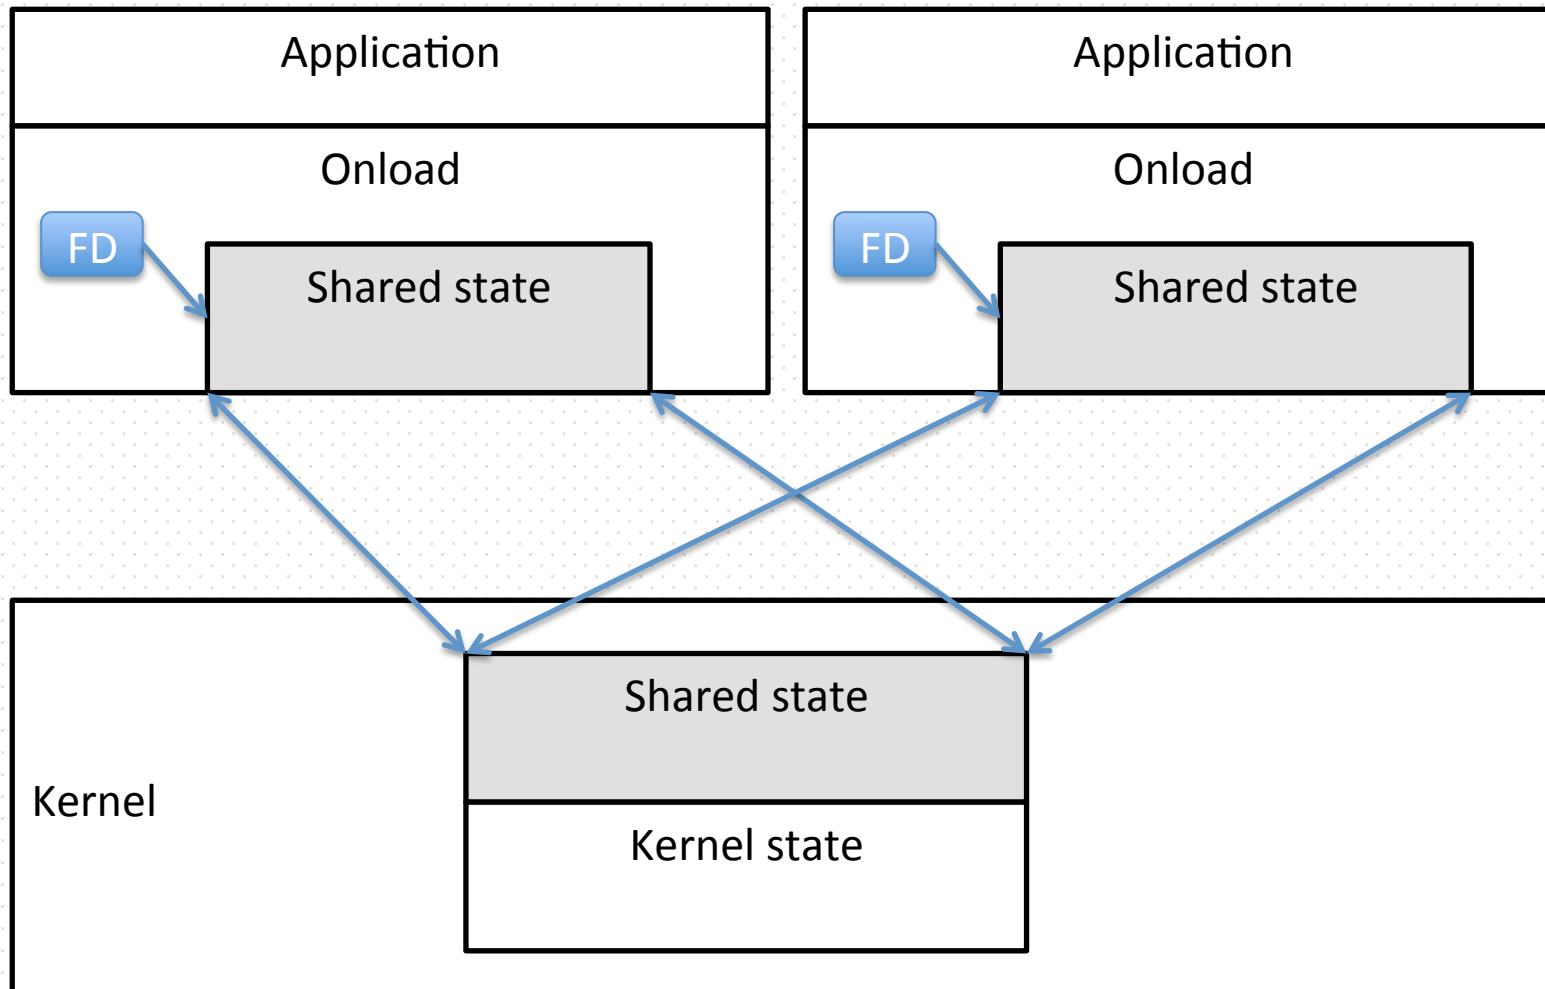 Application
Application
Onload
Onload
FD
FD
Shared state
Shared state
Shared state
Kernel
Kernel state